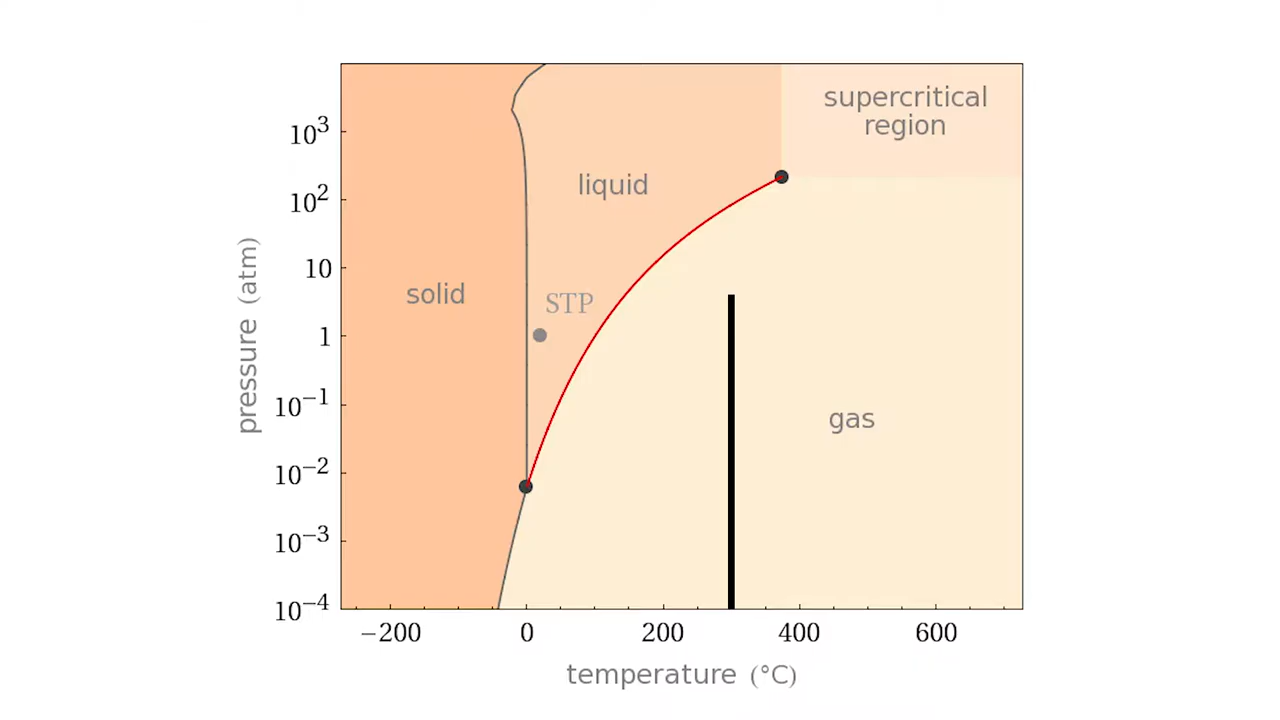 supercritical
region
10³
liquid
10²
10
solid
STP
1
10⁻¹
gas
10⁻²
10⁻³
10⁻⁴
pressure (atm)
−200 0 200 400 600
temperature (°C)